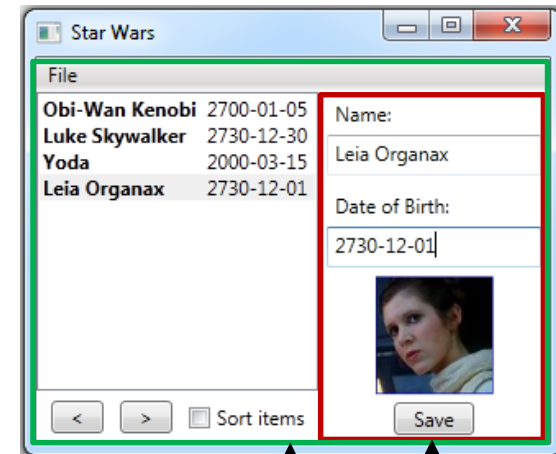 Star Wars
File
Obi-Wan Kenobi 2700-01-05
Luke Skywalker 2730-12-30
Yoda 2000-03-15
Leia Organax 2730-12-01
Name:
Leia Organax
Date of Birth:
2730-12-01
< > Sort items
Save